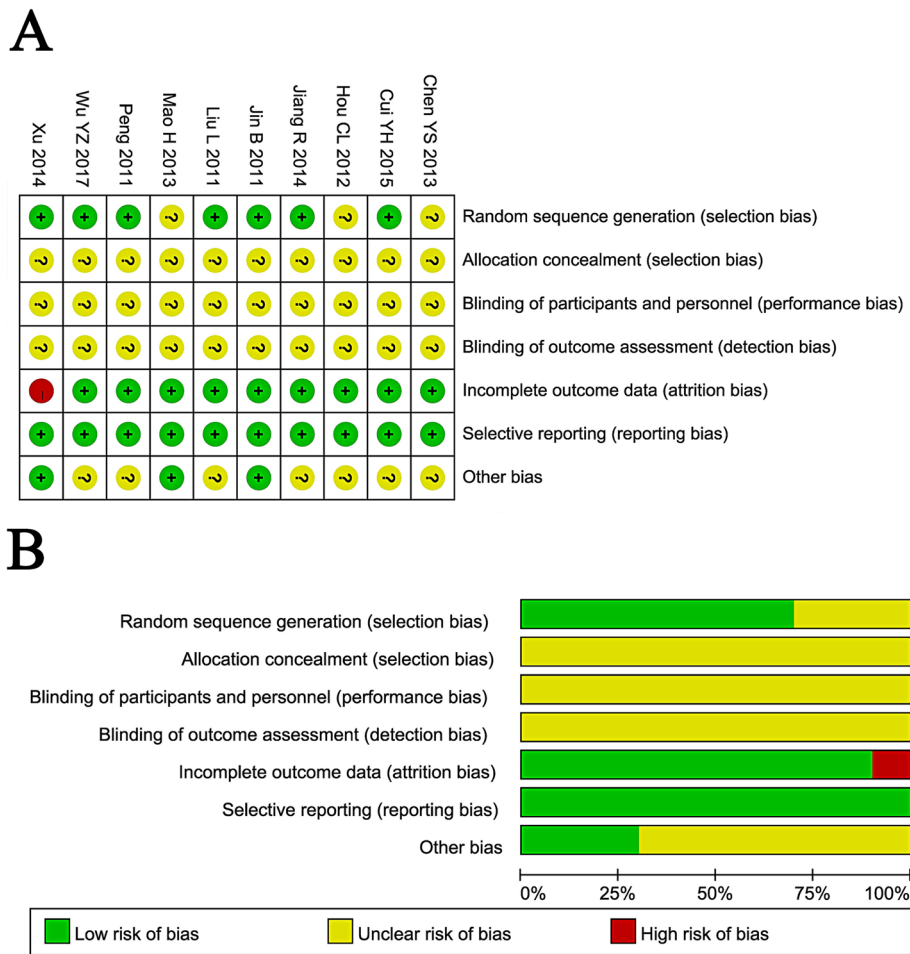 A
Xu 2014
Wu YZ 2017
Peng 2011
Mao H 2013
Liu L 2011
Jin B 2011
Jiang R 2014
Hou CL 2012
Cui YH 2015
Chen YS 2013
+ + + ? + + + ? + ? Random sequence generation (selection bias)
? ? ? ? ? ? ? ? ? ? Allocation concealment (selection bias)
? ? ? ? ? ? ? ? ? ? Blinding of participants and personnel (performance bias)
? ? ? ? ? ? ? ? ? ? Blinding of outcome assessment (detection bias)
- + + + + + + + + + Incomplete outcome data (attrition bias)
+ + + + + + + + + + Selective reporting (reporting bias)
+ ? ? + ? + ? ? ? ? Other bias
B
Random sequence generation (selection bias)
Allocation concealment (selection bias)
Blinding of participants and personnel (performance bias)
Blinding of outcome assessment (detection bias)
Incomplete outcome data (attrition bias)
Selective reporting (reporting bias)
Other bias
0% 25% 50% 75% 100%
Low risk of bias Unclear risk of bias High risk of bias